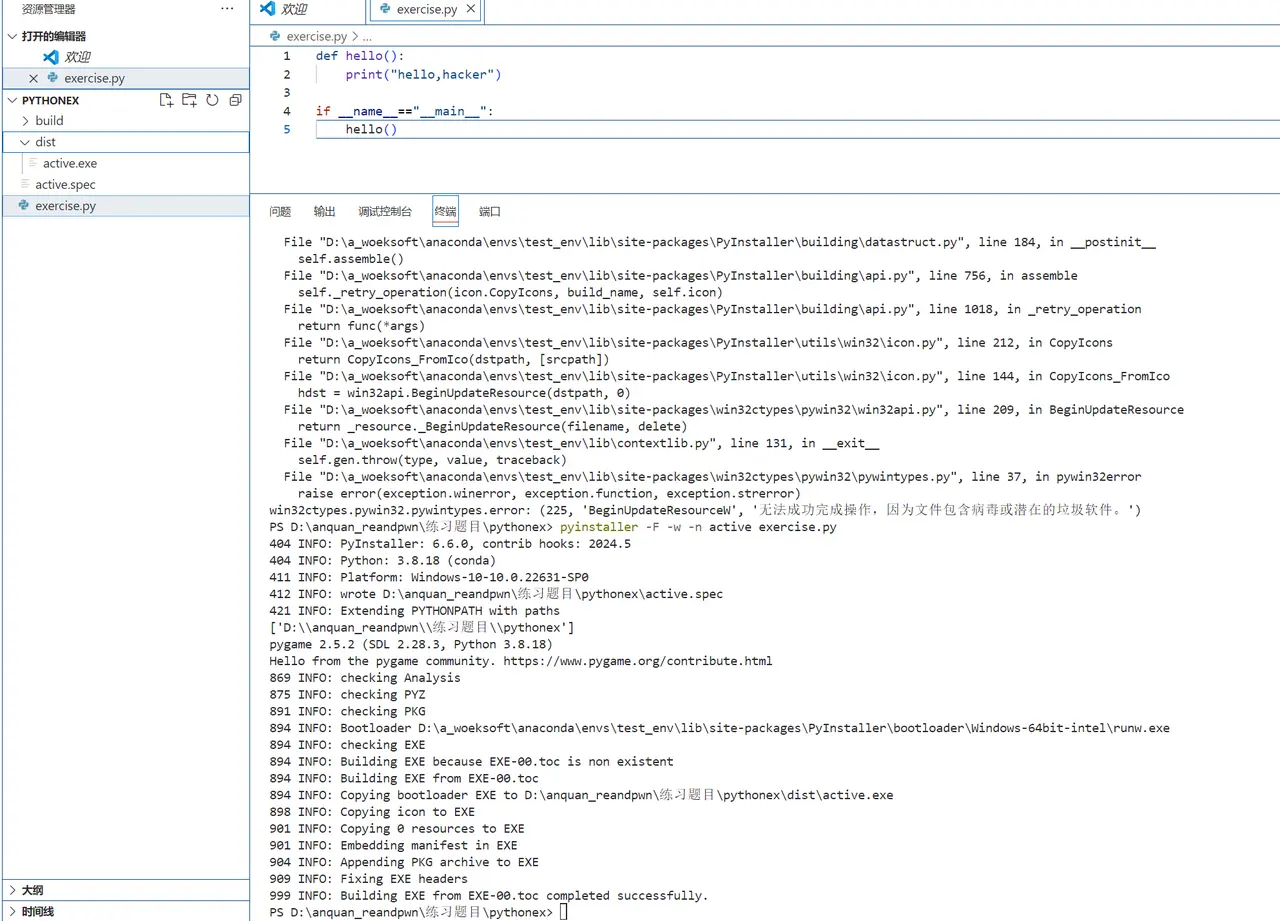 资源管理器
···
打开的编辑器
欢迎
exercise.py
PYTHONEX
build
dist
active.exe
active.spec
exercise.py
大纲
时间线
欢迎
exercise.py
exercise.py > ...
1 def hello():
2 print("hello,hacker")
3
4 if __name__=="__main__":
5 hello()
问题 输出 调试控制台 终端 端口
File "D:\a_woeksoft\anaconda\envs\test_env\lib\site-packages\PyInstaller\building\datastruct.py", line 184, in __postinit__
self.assemble()
File "D:\a_woeksoft\anaconda\envs\test_env\lib\site-packages\PyInstaller\building\api.py", line 756, in assemble
self._retry_operation(icon.CopyIcons, build_name, self.icon)
File "D:\a_woeksoft\anaconda\envs\test_env\lib\site-packages\PyInstaller\building\api.py", line 1018, in _retry_operation
return func(*args)
File "D:\a_woeksoft\anaconda\envs\test_env\lib\site-packages\PyInstaller\utils\win32\icon.py", line 212, in CopyIcons
return CopyIcons_FromIco(dstpath, [srcpath])
File "D:\a_woeksoft\anaconda\envs\test_env\lib\site-packages\PyInstaller\utils\win32\icon.py", line 144, in CopyIcons_FromIco
hdst = win32api.BeginUpdateResource(dstpath, 0)
File "D:\a_woeksoft\anaconda\envs\test_env\lib\site-packages\win32ctypes\pywin32\win32api.py", line 209, in BeginUpdateResource
return _resource._BeginUpdateResource(filename, delete)
File "D:\a_woeksoft\anaconda\envs\test_env\lib\contextlib.py", line 131, in __exit__
self.gen.throw(type, value, traceback)
File "D:\a_woeksoft\anaconda\envs\test_env\lib\site-packages\win32ctypes\pywin32\pywintypes.py", line 37, in pywin32error
raise error(exception.winerror, exception.function, exception.strerror)
win32ctypes.pywin32.pywintypes.error: (225, 'BeginUpdateResourceW', '无法成功完成操作，因为文件包含病毒或潜在的垃圾软件。')
PS D:\anquan_reandpwn\练习题目\pythonex> pyinstaller -F -w -n active exercise.py
404 INFO: PyInstaller: 6.6.0, contrib hooks: 2024.5
404 INFO: Python: 3.8.18 (conda)
411 INFO: Platform: Windows-10-10.0.22631-SP0
412 INFO: wrote D:\anquan_reandpwn\练习题目\pythonex\active.spec
421 INFO: Extending PYTHONPATH with paths
['D:\\anquan_reandpwn\\练习题目\\pythonex']
pygame 2.5.2 (SDL 2.28.3, Python 3.8.18)
Hello from the pygame community. https://www.pygame.org/contribute.html
869 INFO: checking Analysis
875 INFO: checking PYZ
891 INFO: checking PKG
894 INFO: Bootloader D:\a_woeksoft\anaconda\envs\test_env\lib\site-packages\PyInstaller\bootloader\Windows-64bit-intel\runw.exe
894 INFO: checking EXE
894 INFO: Building EXE because EXE-00.toc is non existent
894 INFO: Building EXE from EXE-00.toc
894 INFO: Copying bootloader EXE to D:\anquan_reandpwn\练习题目\pythonex\dist\active.exe
898 INFO: Copying icon to EXE
901 INFO: Copying 0 resources to EXE
901 INFO: Embedding manifest in EXE
904 INFO: Appending PKG archive to EXE
909 INFO: Fixing EXE headers
999 INFO: Building EXE from EXE-00.toc completed successfully.
PS D:\anquan_reandpwn\练习题目\pythonex>